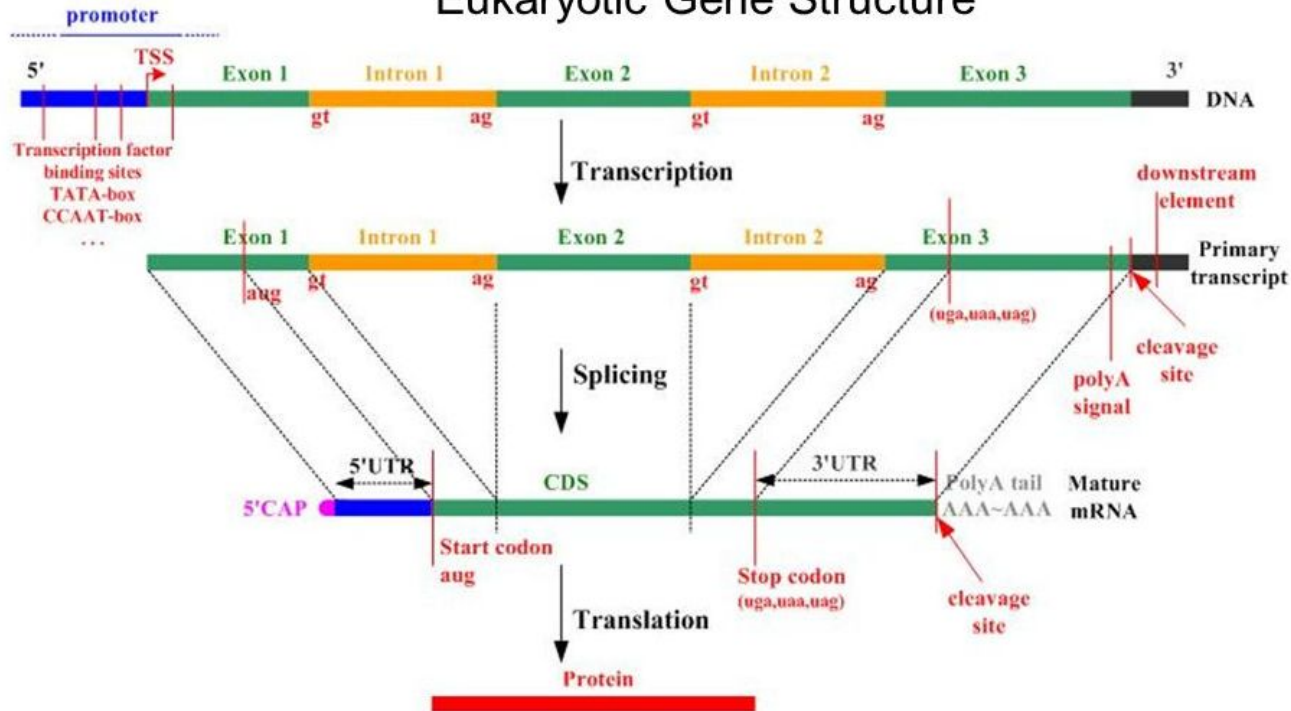 Eukaryotic Gene Structure
promoter
5'
TSS
Exon 1
Intron 1
Exon 2
Intron 2
Exon 3
3'
DNA
gt
ag
gt
ag
Transcription factor
binding sites
TATA-box
CCAAT-box
...
Transcription
downstream
element
Exon 1
Intron 1
Exon 2
Intron 2
Exon 3
Primary
transcript
aug
gt
ag
gt
ag
(uga,uaa,uag)
cleavage
site
polyA
signal
Splicing
5'UTR
CDS
3'UTR
PolyA tail
AAA~AAA
Mature
mRNA
5'CAP
Start codon
aug
Stop codon
(uga,uaa,uag)
cleavage
site
Translation
Protein